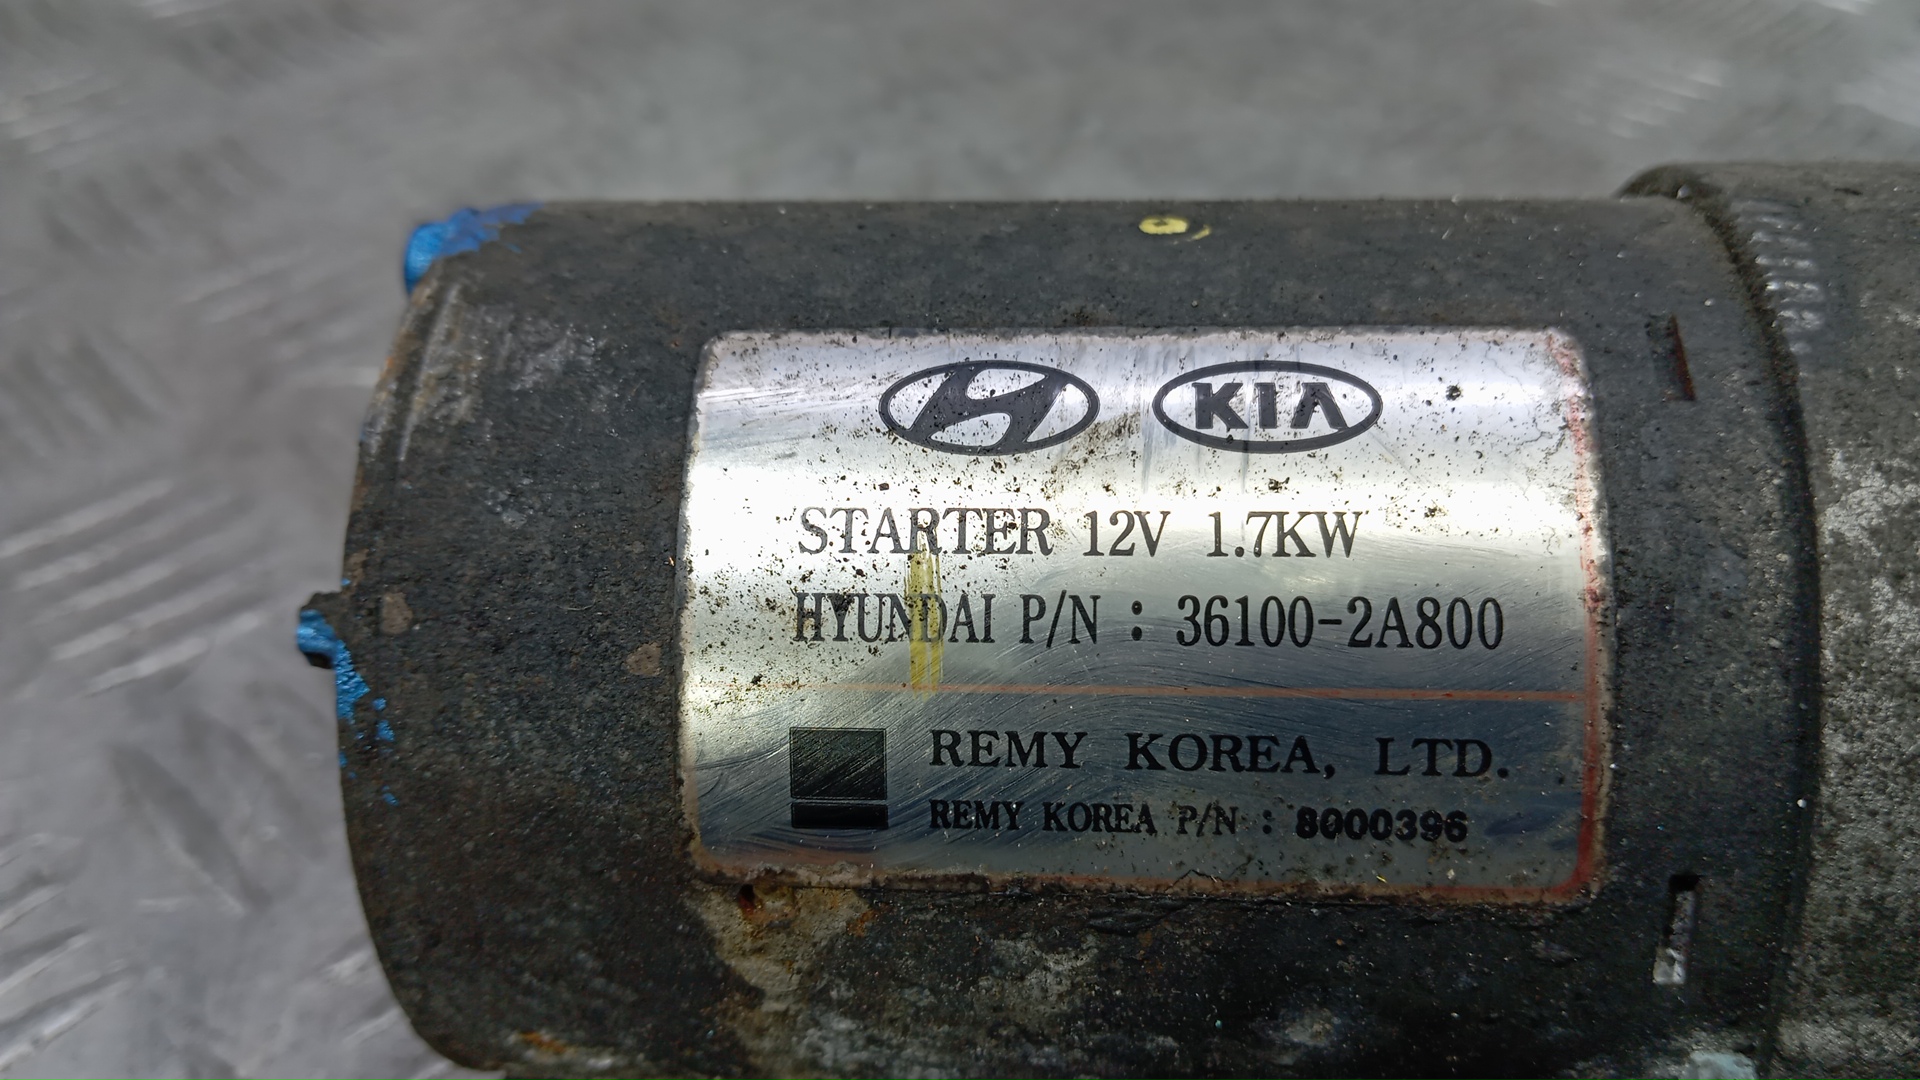 KIA
STARTER 12V 1.7KW
HYUNDAI P/N : 36100-2A800
REMY KOREA, LTD.
REMY KOREA P/N : 8000396